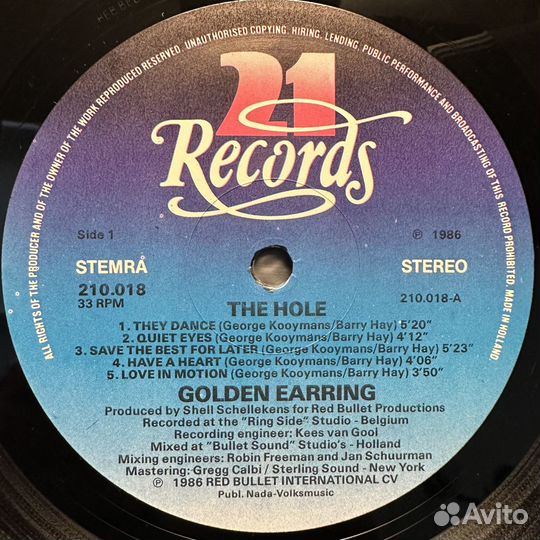 ALL RIGHTS OF THE PRODUCER AND OF THE OWNER OF THE WORK REPRODUCED RESERVED. UNAUTHORISED COPYING, HIRING, LENDING, PUBLIC PERFORMANCE AND BROADCASTING OF THIS RECORD PROHIBITED. MADE IN HOLLAND
21
Records
Side 1
℗ 1986
STEMRA
STEREO
210.018
33 RPM
210.018-A
THE HOLE
1. THEY DANCE (George Kooymans/Barry Hay) 5'20"
2. QUIET EYES (George Kooymans/Barry Hay) 4'12"
3. SAVE THE BEST FOR LATER (George Kooymans/Barry Hay) 5'23"
4. HAVE A HEART (George Kooymans/Barry Hay) 4'06"
5. LOVE IN MOTION (George Kooymans/Barry Hay) 3'50"
GOLDEN EARRING
Produced by Shell Schellekens for Red Bullet Productions
Recorded at the "Ring Side" Studio - Belgium
Recording engineer: Kees van Gool
Mixed at "Bullet Sound" Studio's - Holland
Mixing engineers: Robin Freeman and Jan Schuurman
Mastering: Gregg Calbi / Sterling Sound - New York
℗ 1986 RED BULLET INTERNATIONAL CV
Publ. Nada-Volksmusic
Avito